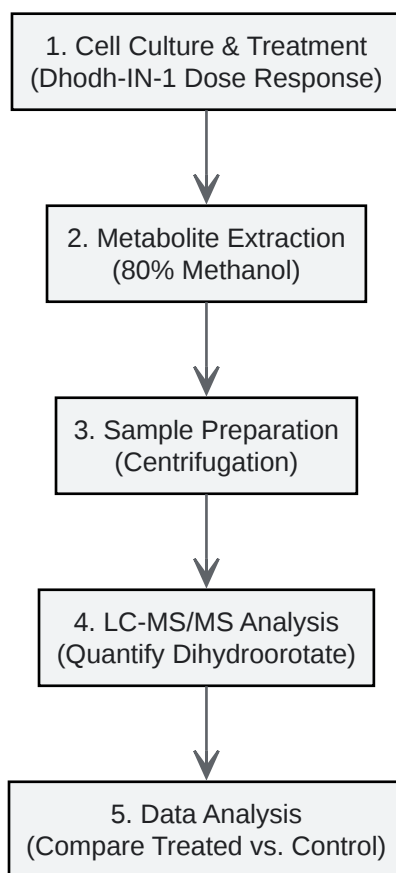 1. Cell Culture & Treatment
(Dhodh-IN-1 Dose Response)
2. Metabolite Extraction
(80% Methanol)
3. Sample Preparation
(Centrifugation)
4. LC-MS/MS Analysis
(Quantify Dihydroorotate)
5. Data Analysis
(Compare Treated vs. Control)